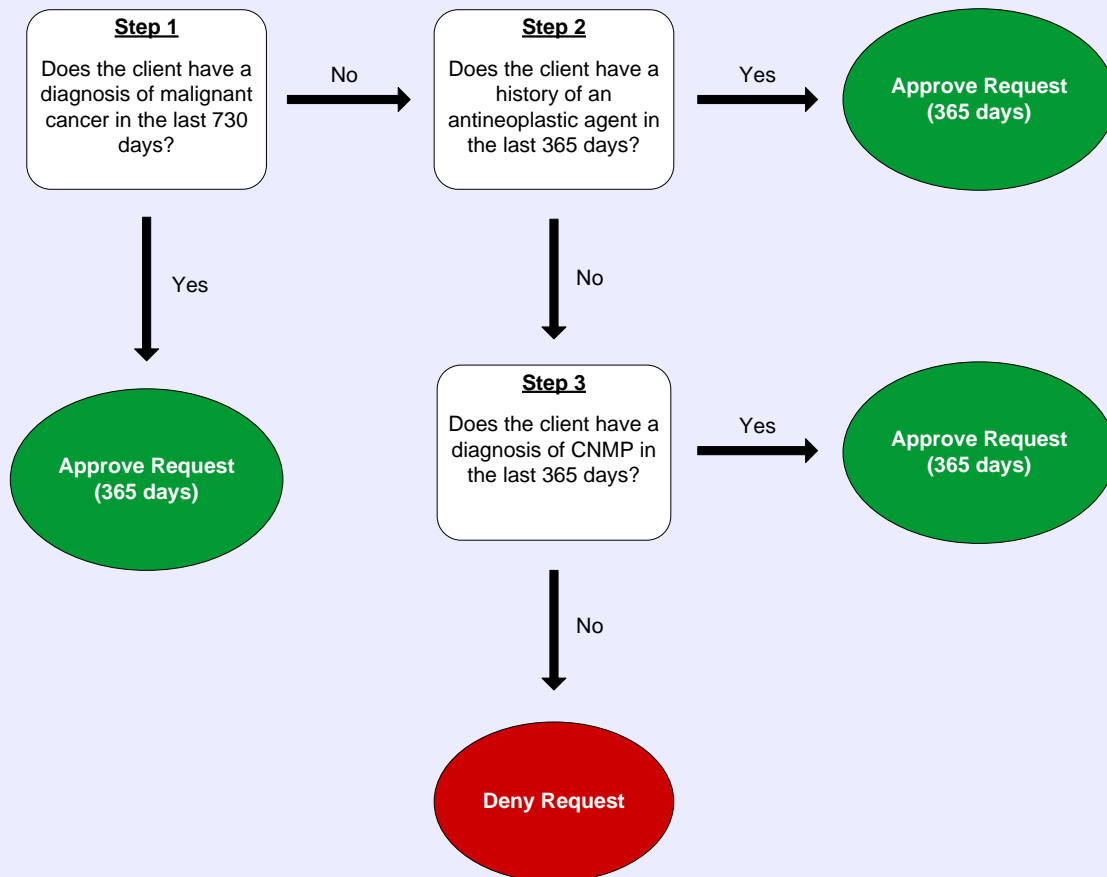 Step 1
Does the client have a
diagnosis of malignant
cancer in the last 730
days?
No
Step 2
Does the client have a
history of an
antineoplastic agent in
the last 365 days?
Yes
Approve Request
(365 days)
Yes
No
Approve Request
(365 days)
Step 3
Does the client have a
diagnosis of CNMP in
the last 365 days?
Yes
Approve Request
(365 days)
No
Deny Request